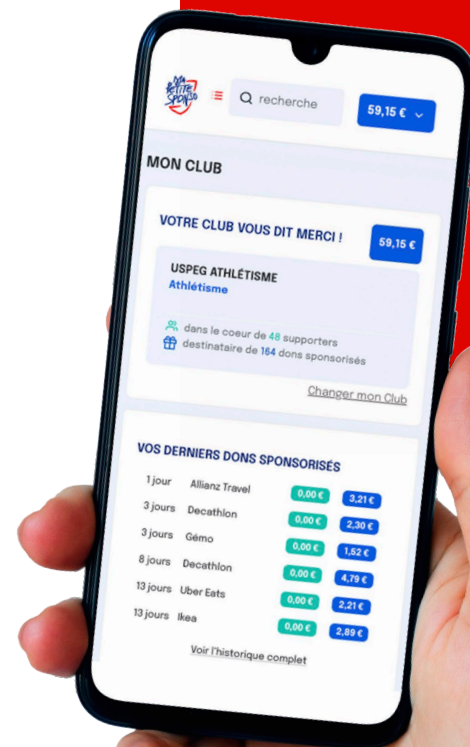 MA
PETITE
SPONSO
recherche
59,15 €
MON CLUB
VOTRE CLUB VOUS DIT MERCI !
59,15 €
USPEG ATHLÉTISME
Athlétisme
dans le coeur de 48 supporters
destinataire de 164 dons sponsorisés
Changer mon Club
VOS DERNIERS DONS SPONSORISÉS
1 jour Allianz Travel 0,00 € 3,21 €
3 jours Decathlon 0,00 € 2,30 €
3 jours Gémo 0,00 € 1,52 €
8 jours Decathlon 0,00 € 4,79 €
13 jours Uber Eats 0,00 € 2,21 €
13 jours Ikea 0,00 € 2,89 €
Voir l'historique complet